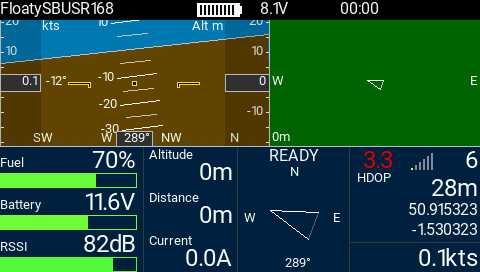 FloatySBUSR168 8.1V 00:00
20 kts Alt m 20
10 10
0.1 -12° 0 W E
-10 -10
-20
-30
SW W 289° NW N 0m
Fuel 70% Altitude 0m READY 3.3 HDOP 6
N
28m
Battery 11.6V Distance 0m W E 50.915323
-1.530323
RSSI 82dB Current 0.0A 289° 0.1kts